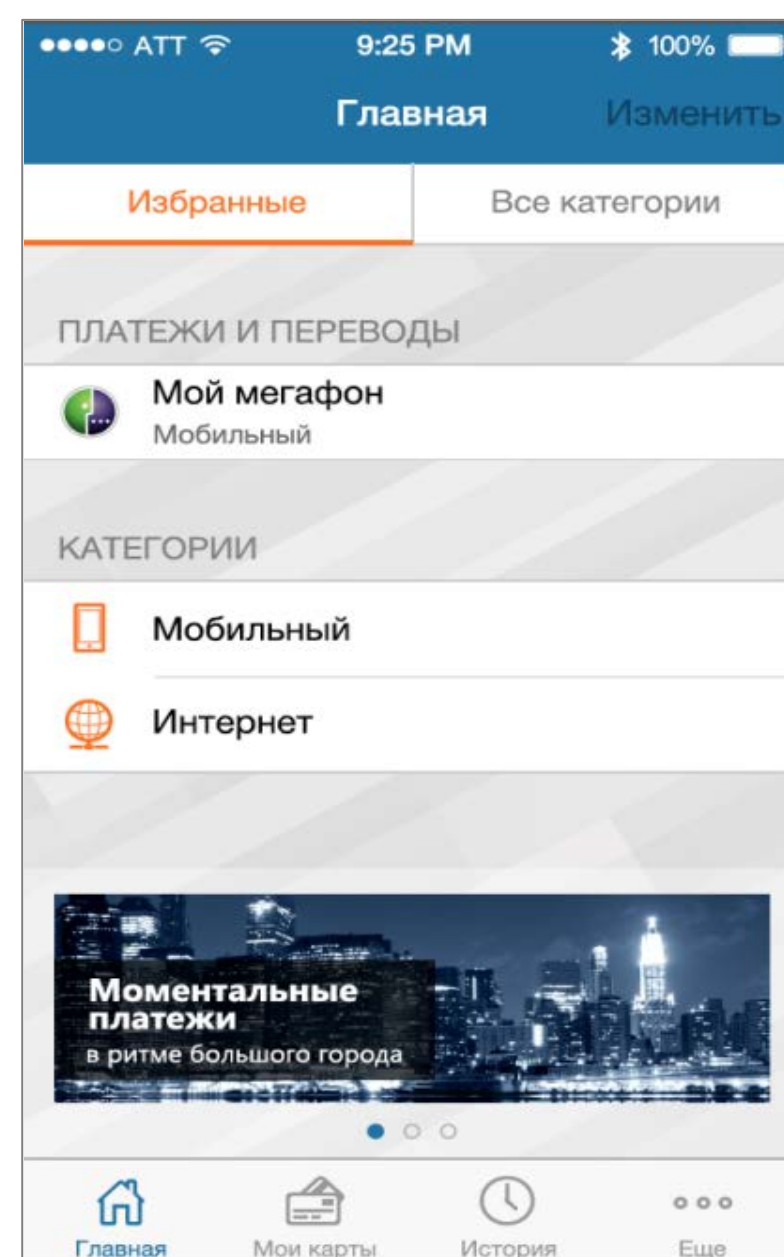 ATT 9:25 PM 100%
Главная Изменить
Избранные Все категории
ПЛАТЕЖИ И ПЕРЕВОДЫ
Мой мегафон
Мобильный
КАТЕГОРИИ
Мобильный
Интернет
Моментальные
платежи
в ритме большого города
Главная Мои карты История Еще